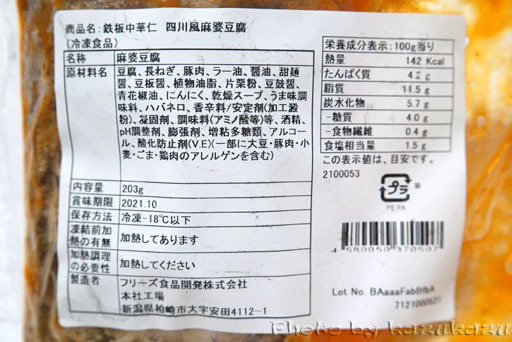 商品名：鉄板中華仁 四川風麻婆豆腐
(冷凍食品)
名称 麻婆豆腐
原材料名 豆腐、長ねぎ、豚肉、ラー油、醤油、甜麺
醤、豆板醤、植物油脂、片栗粉、豆鼓醤、
青花椒油、にんにく、乾燥スープ、うま味調
味料、ハバネロ、香辛料/安定剤(加工澱
粉)、凝固剤、調味料(アミノ酸等)等、酒精、
pH調整剤、膨張剤、増粘多糖類、アルコー
ル、酸化防止剤(V.E)(一部に大豆・豚肉・小
麦・ごま・鶏肉のアレルゲンを含む)
内容量 203g
賞味期限 2021.10
保存方法 冷凍-18℃以下
凍結前加
熱の有無 加熱してあります
加熱調理
の必要性 加熱してください
製造者 フリーズ食品開発株式会社
本社工場
新潟県柏崎市大字安田4112-1
栄養成分表示：100g当り
熱量 142 Kcal
たんぱく質 4.2 g
脂質 11.5 g
炭水化物 5.7 g
-糖質 4.0 g
-食物繊維 0.4 g
食塩相当量 1.5 g
この表示値は、目安です。
2100053
プラ
PE,PA
Lot No. BAaaaFabBfbA
Photo by kazukazu